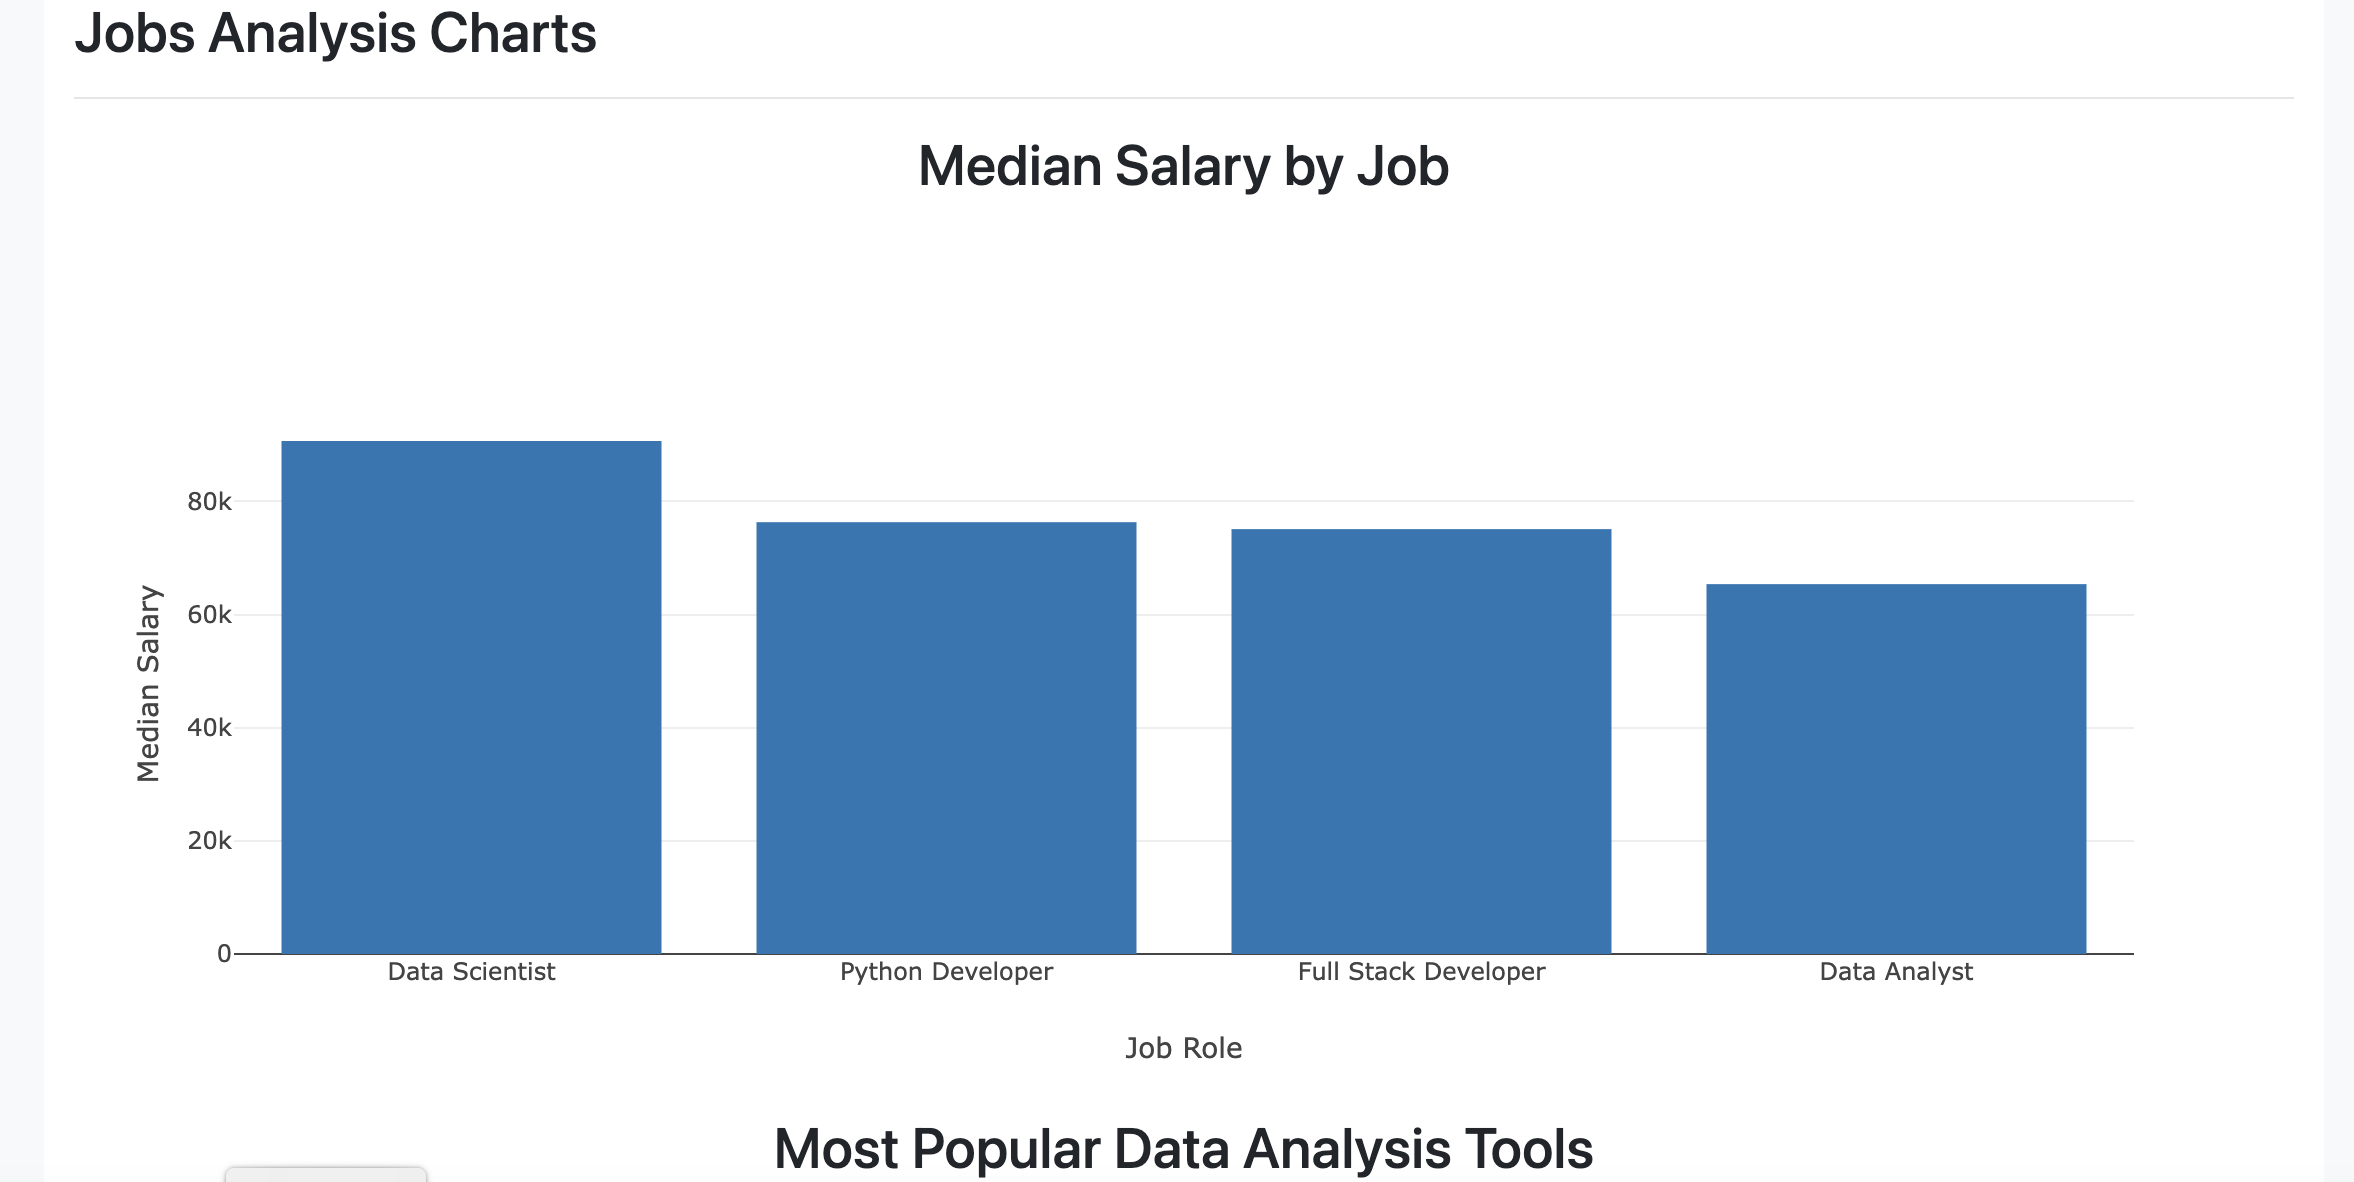 Jobs Analysis Charts
Median Salary by Job
80k
60k
40k
20k
0
Median Salary
Data Scientist
Python Developer
Full Stack Developer
Data Analyst
Job Role
Most Popular Data Analysis Tools